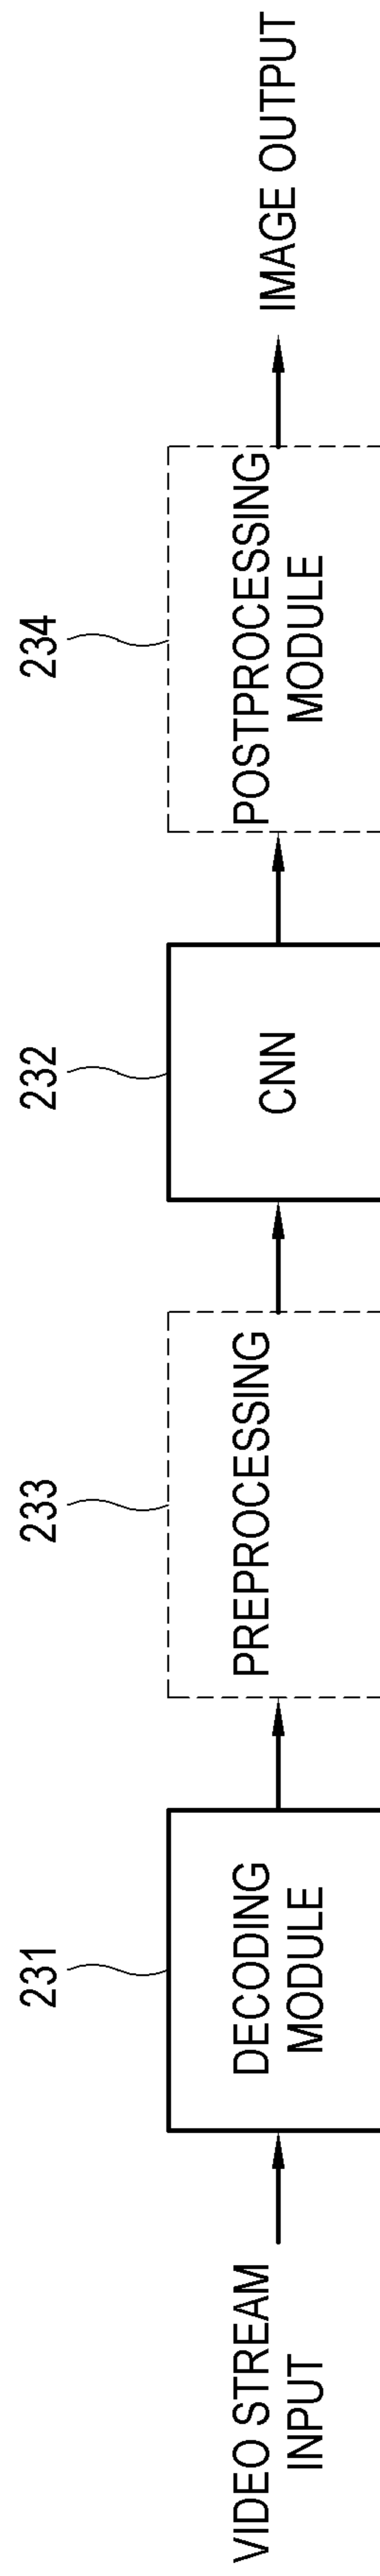 231
233
232
234
VIDEO STREAM
INPUT
DECODING
MODULE
PREPROCESSING
CNN
POSTPROCESSING
MODULE
IMAGE OUTPUT